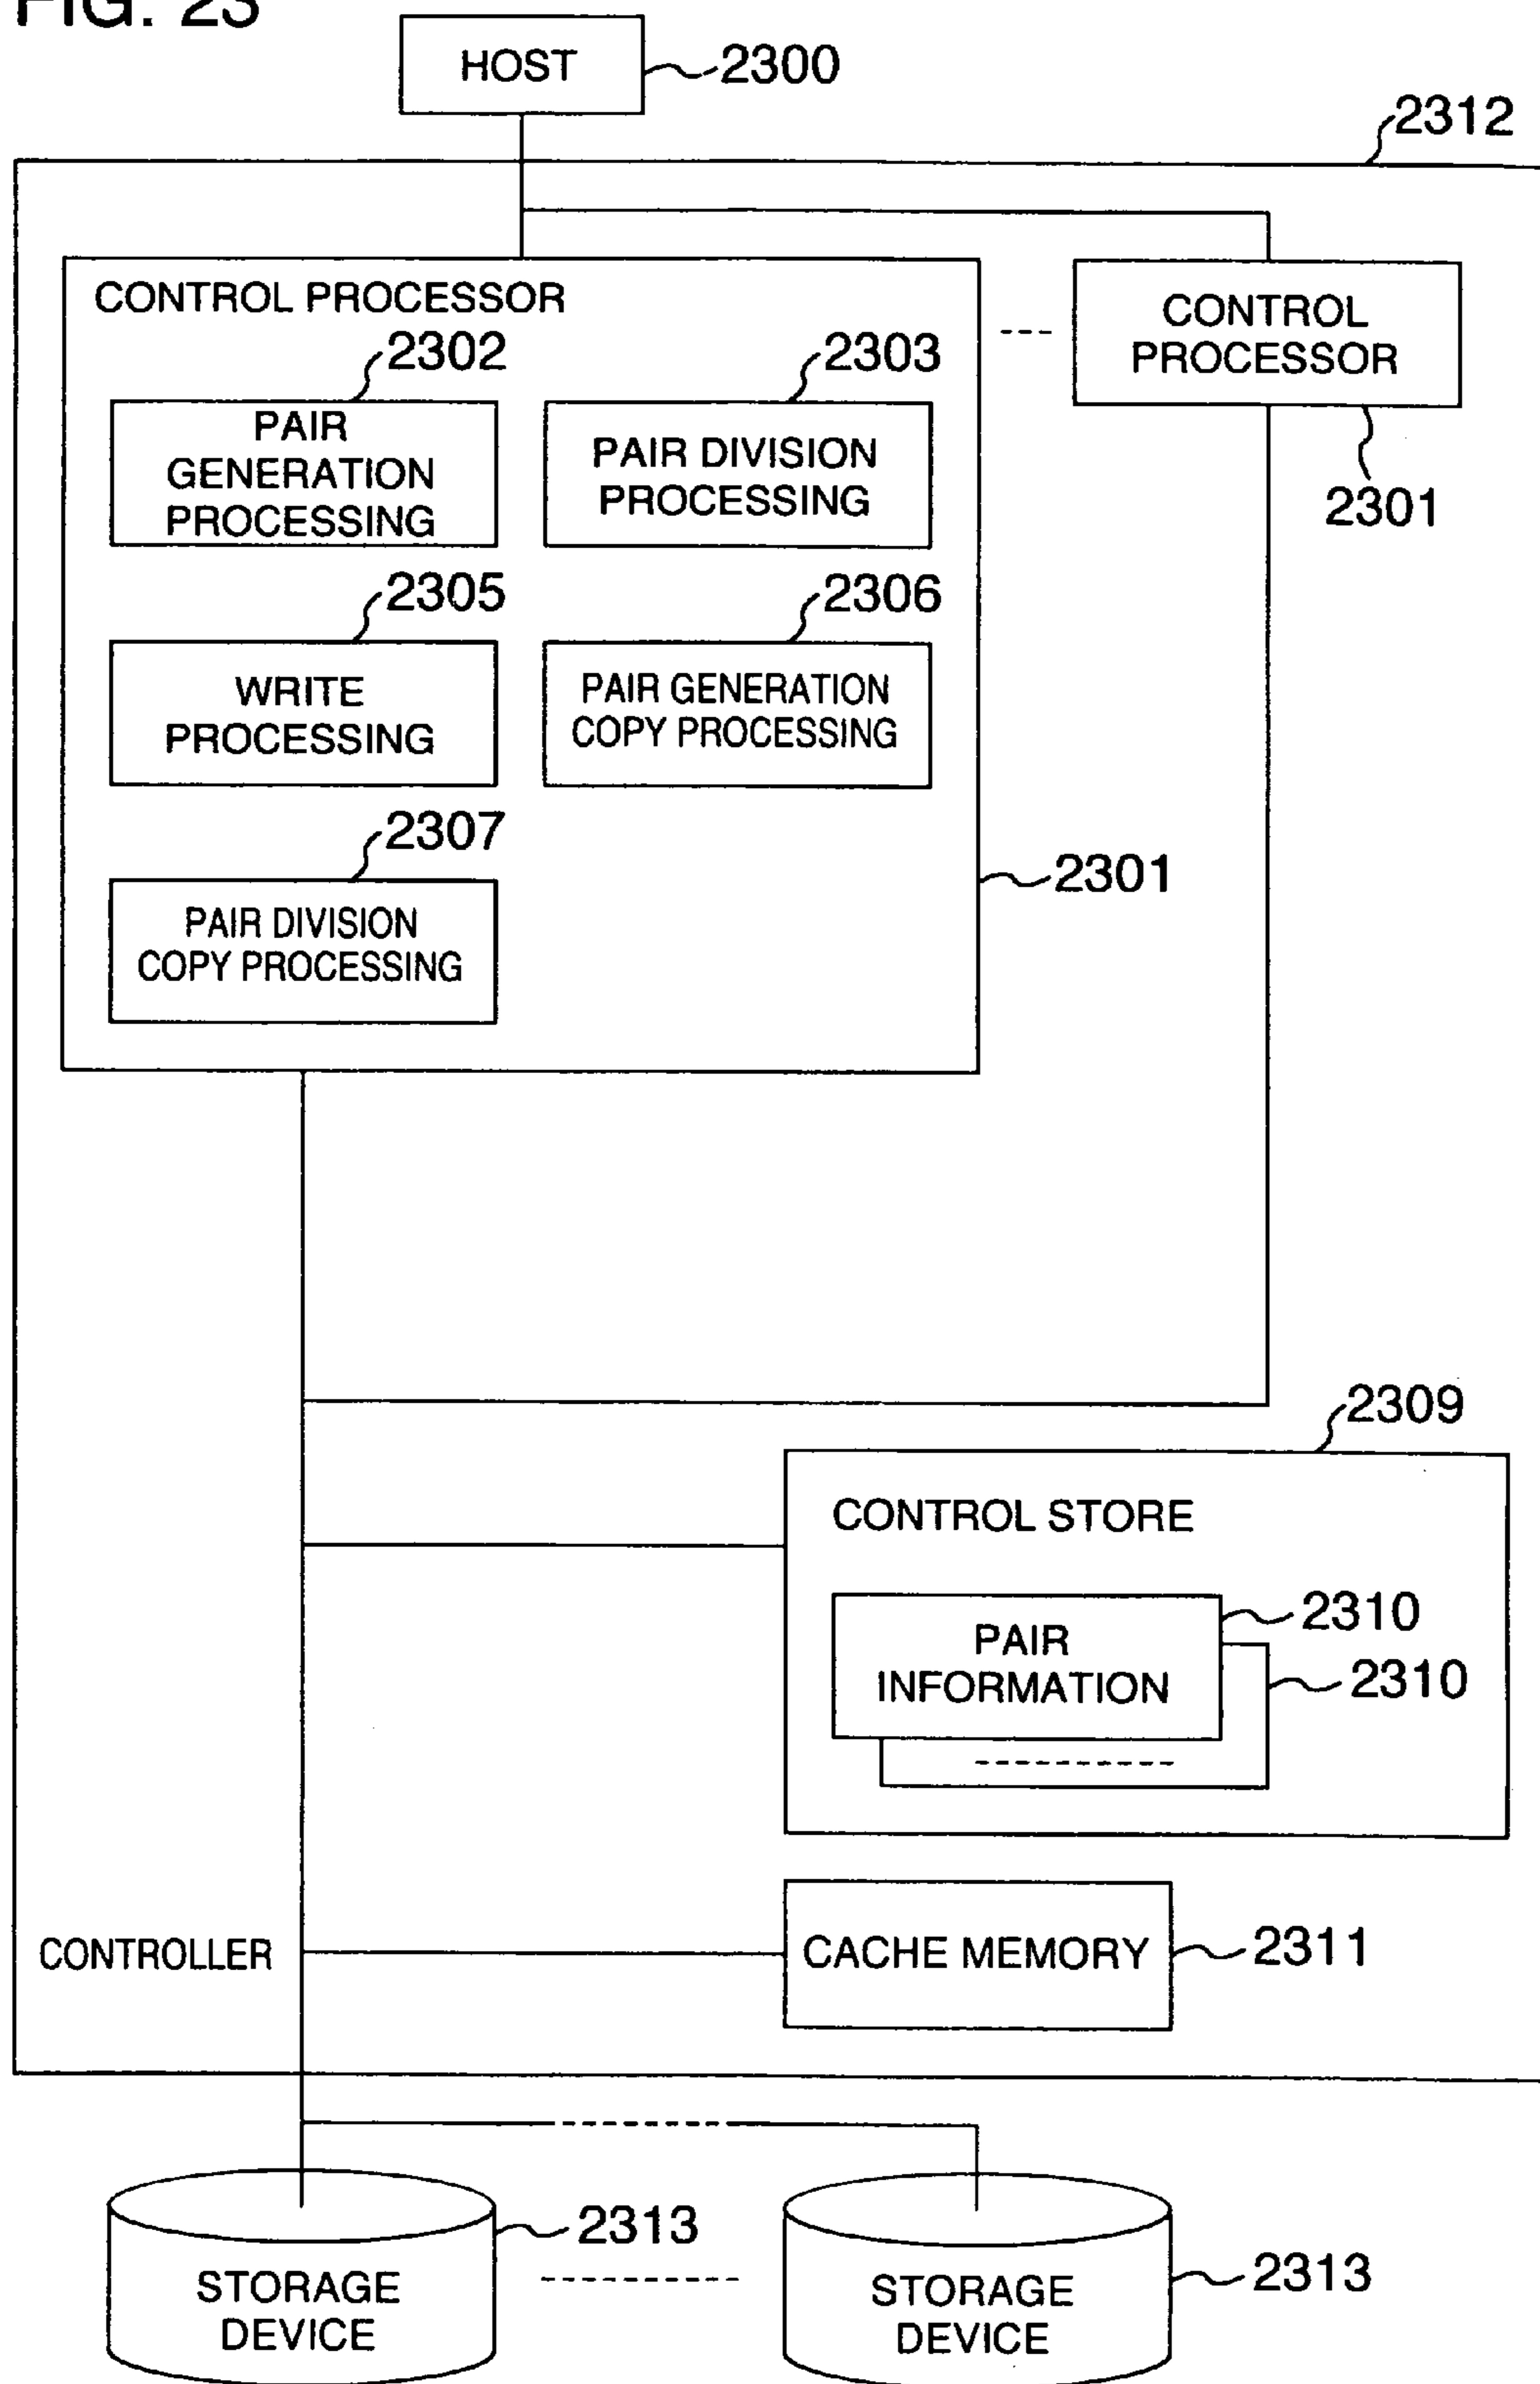 FIG. 23
HOST
2300
2312
CONTROL PROCESSOR
2302
PAIR
GENERATION
PROCESSING
2303
PAIR DIVISION
PROCESSING
CONTROL
PROCESSOR
2301
2305
WRITE
PROCESSING
2306
PAIR GENERATION
COPY PROCESSING
2307
PAIR DIVISION
COPY PROCESSING
2301
2309
CONTROL STORE
PAIR
INFORMATION
2310
2310
CONTROLLER
CACHE MEMORY
2311
STORAGE
DEVICE
2313
STORAGE
DEVICE
2313